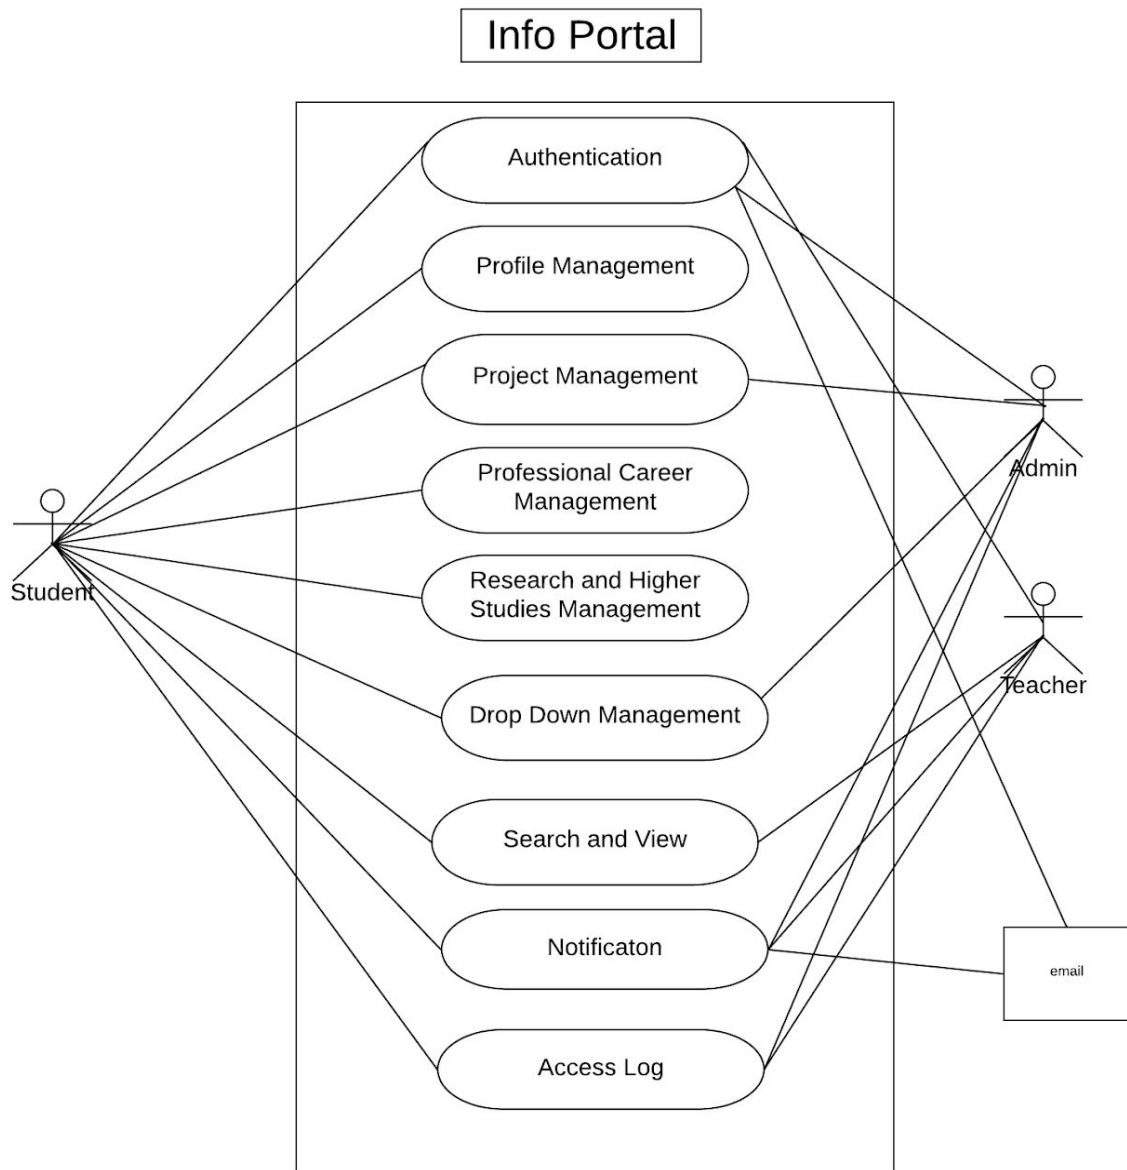 Info Portal
Authentication
Profile Management
Project Management
Admin
Professional Career
Management
Student
Research and Higher
Studies Management
Teacher
Drop Down Management
Search and View
Notificaton
email
Access Log